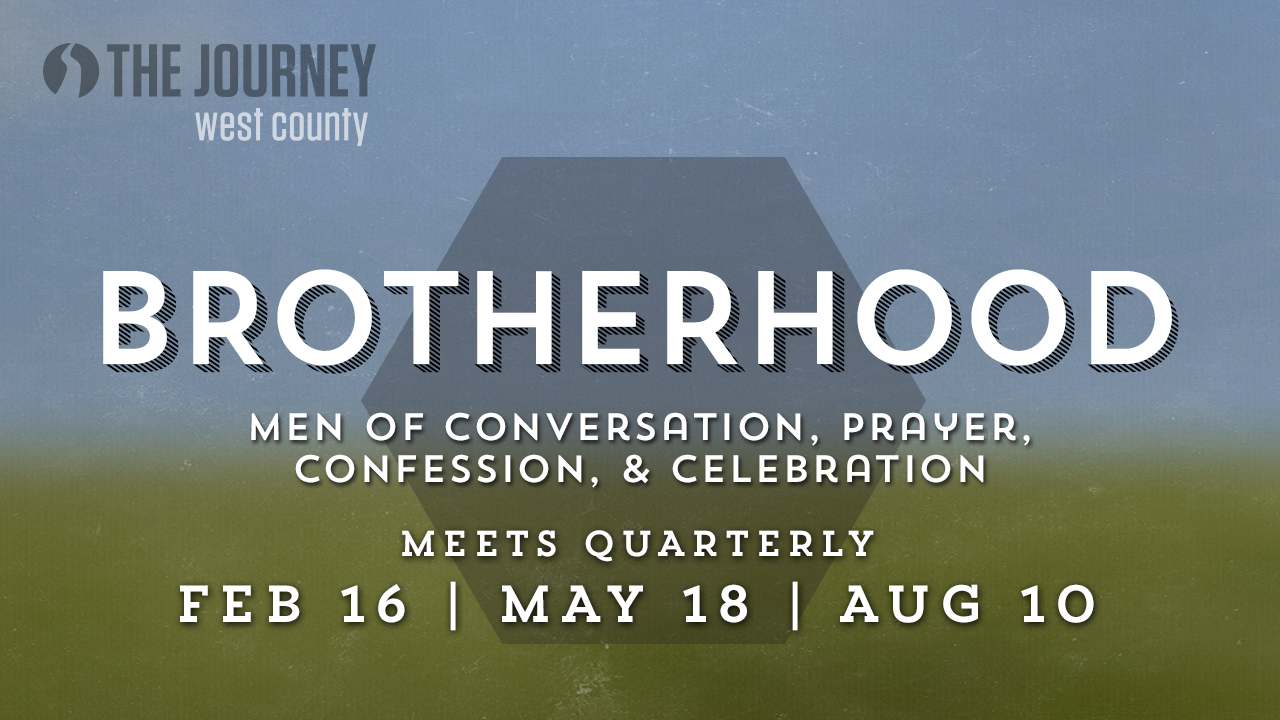 THE JOURNEY
west county
BROTHERHOOD
MEN OF CONVERSATION, PRAYER,
CONFESSION, & CELEBRATION
MEETS QUARTERLY
FEB 16 | MAY 18 | AUG 10